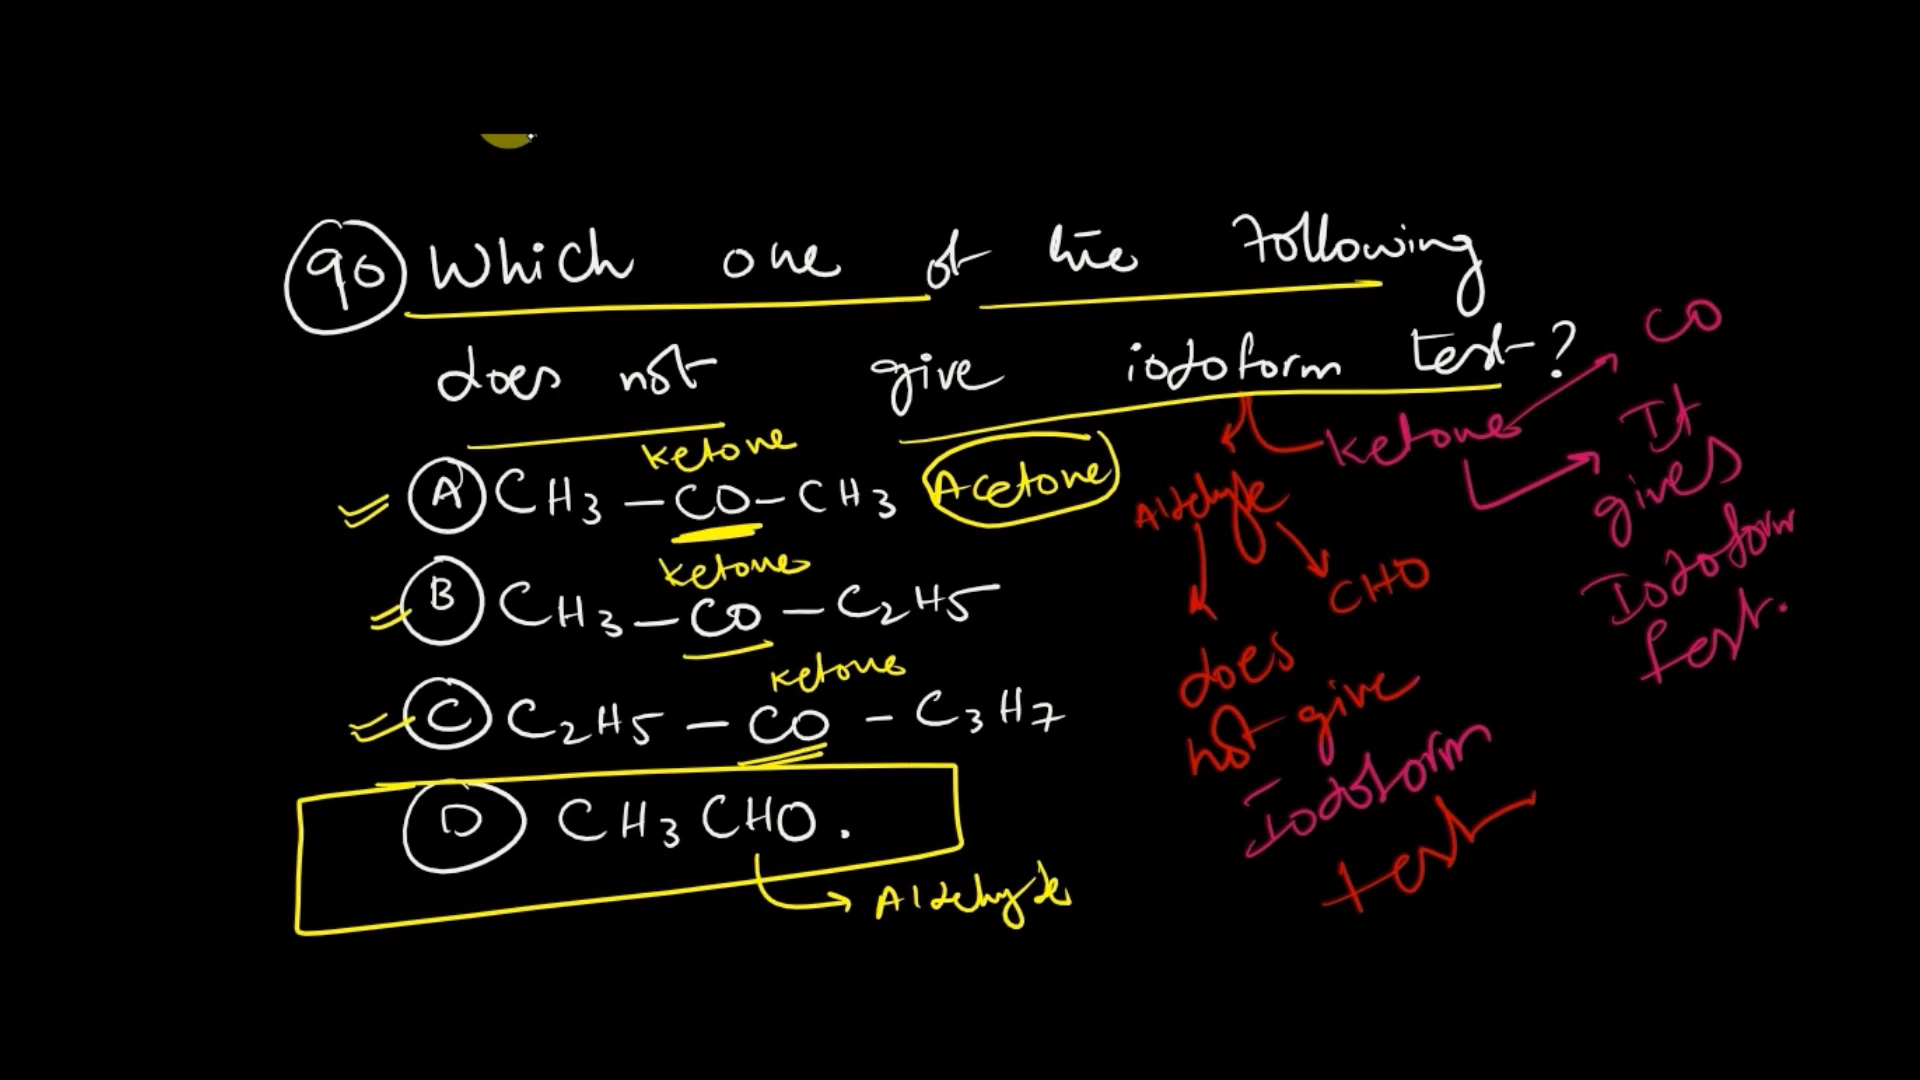 90 Which one of the following
does not give iodoform test?
ketone
A CH3 - CO - CH3 Acetone
ketone
B CH3 - CO - C2H5
ketone
C C2H5 - CO - C3H7
D CH3CHO.
Aldehyde
Aldehyde
CHO
does
not give
Iodoform
test
ketone
CO
It
gives
Iodoform
test.